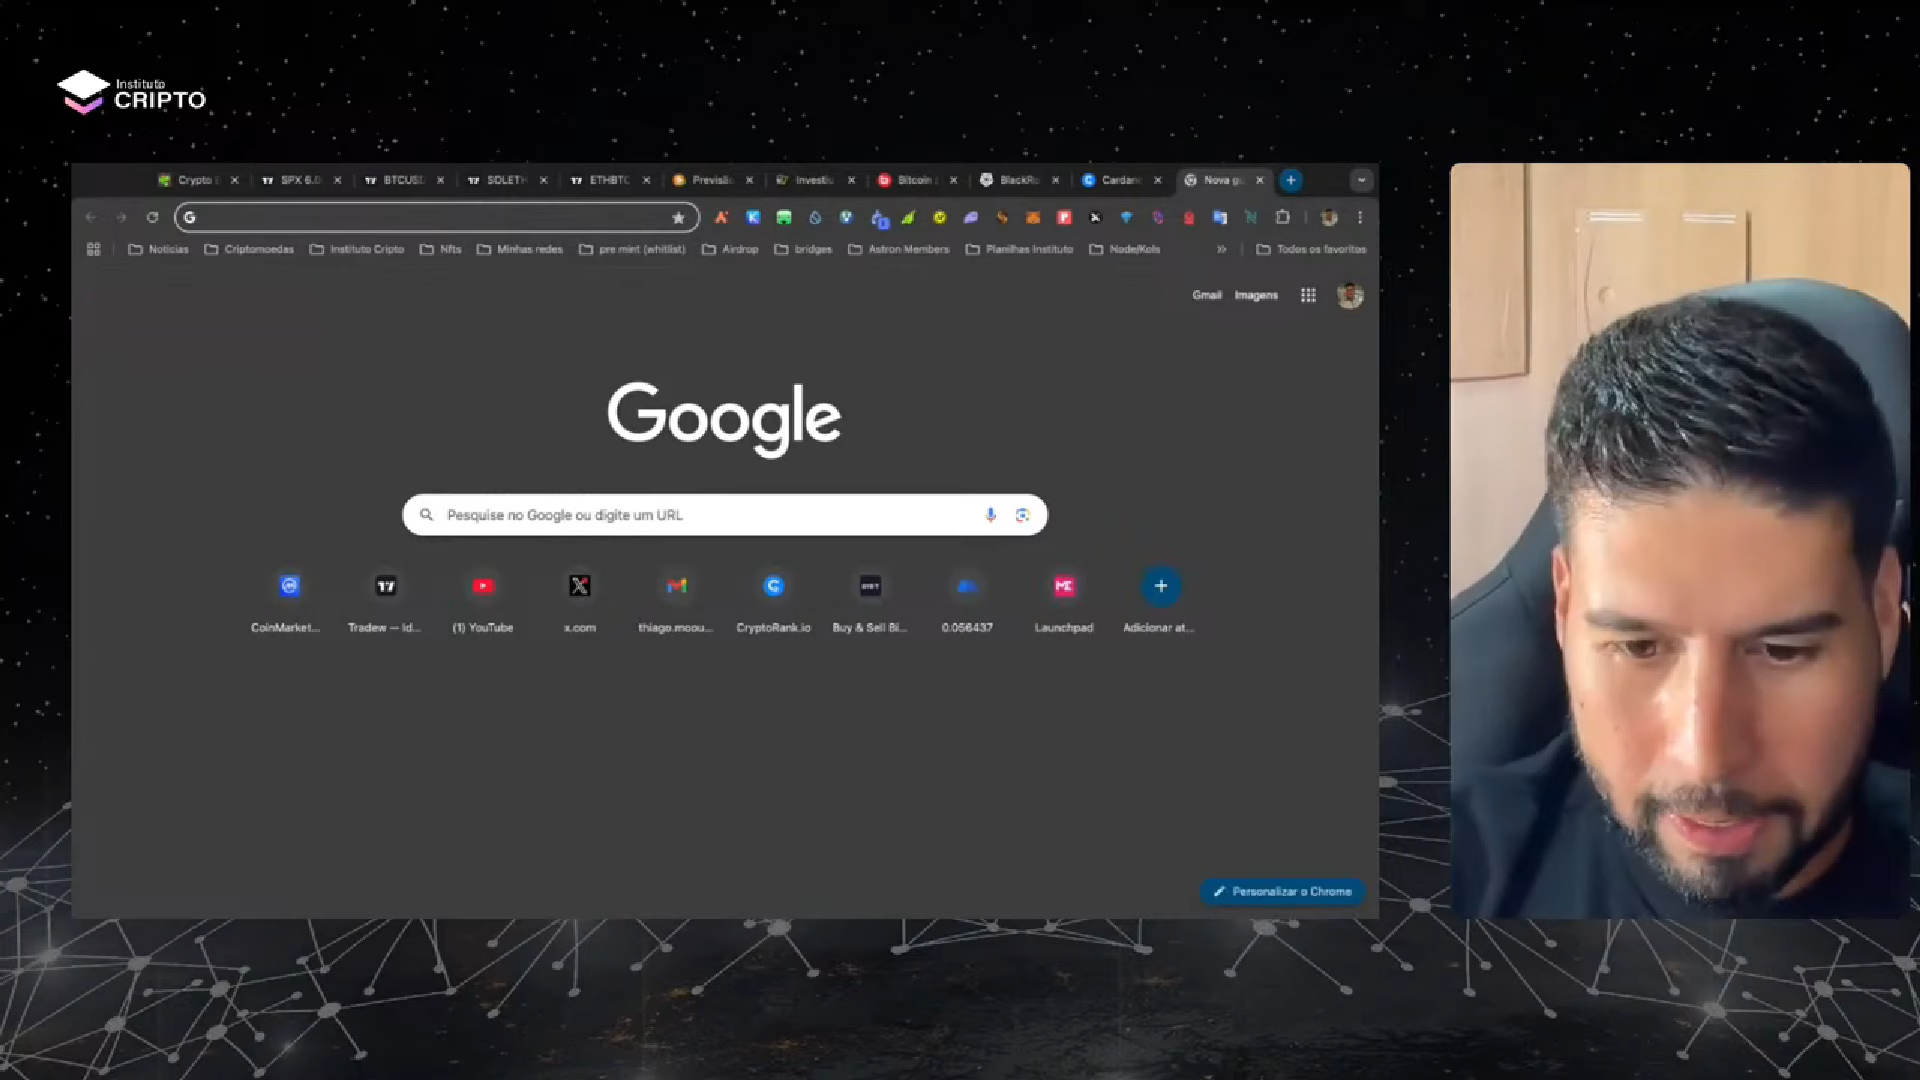 Instituto
CRIPTO
Crypto
SPX 6.0
BTCUSD
SOLETH
ETHBTC
Previsão
Investiu
Bitcoin
BlackRo
Cardano
Nova gu
Notícias
Criptomoedas
Instituto Cripto
Nfts
Minhas redes
pre mint (whitlist)
Airdrop
bridges
Astron Members
Planilhas Instituto
Node/Kols
Todos os favoritos
Gmail
Imagens
Google
Pesquise no Google ou digite um URL
CoinMarket...
Tradew — Id...
(1) YouTube
x.com
thiago.moou...
CryptoRank.io
Buy & Sell Bi...
0.056437
Launchpad
Adicionar at...
Personalizar o Chrome